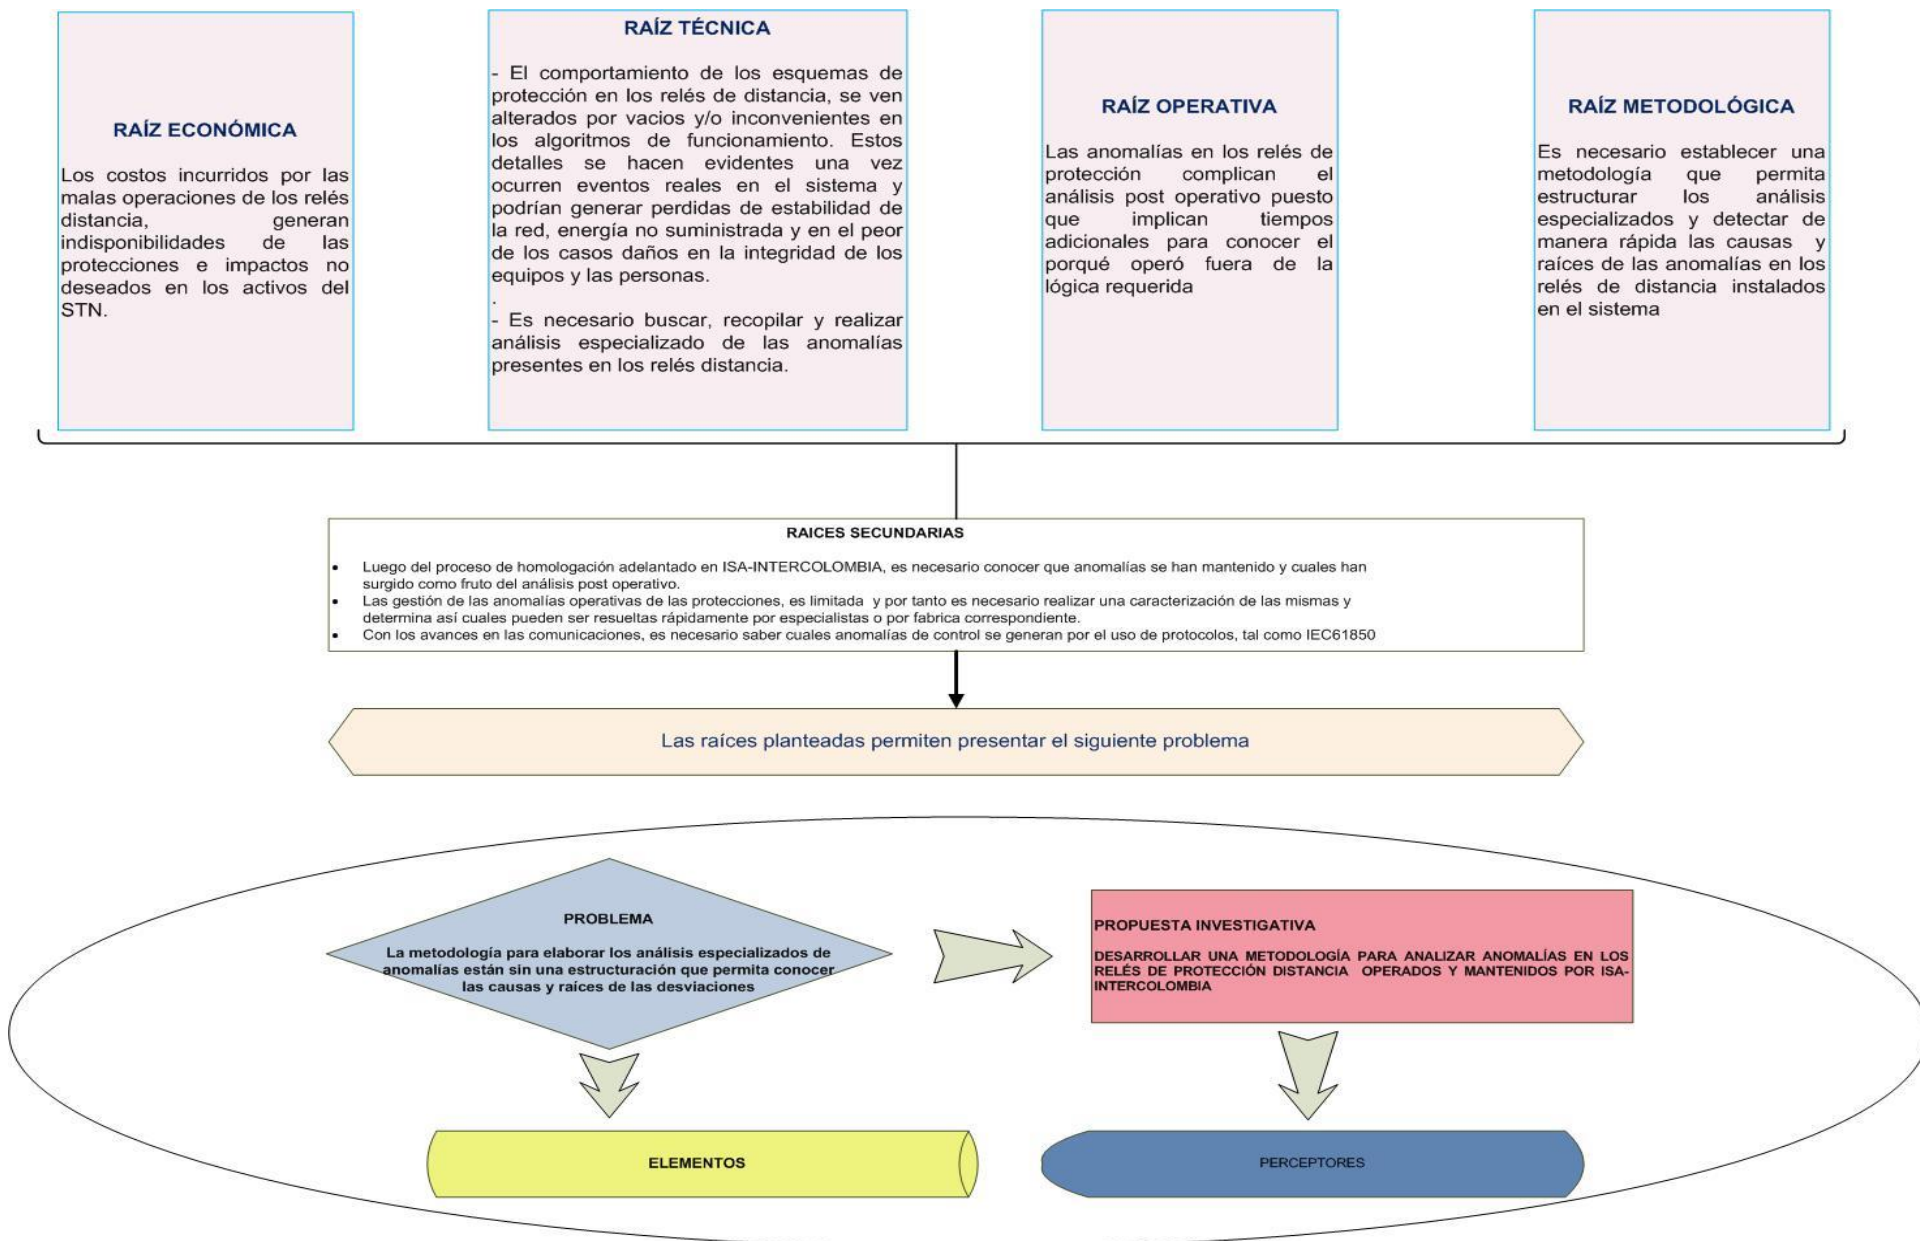 RAÍZ ECONÓMICA
Los costos incurridos por las
malas operaciones de los relés
distancia, generan
indisponibilidades de las
protecciones e impactos no
deseados en los activos del
STN.
RAÍZ TÉCNICA
- El comportamiento de los esquemas de
protección en los relés de distancia, se ven
alterados por vacios y/o inconvenientes en
los algoritmos de funcionamiento. Estos
detalles se hacen evidentes una vez
ocurren eventos reales en el sistema y
podrían generar perdidas de estabilidad de
la red, energía no suministrada y en el peor
de los casos daños en la integridad de los
equipos y las personas.
.
- Es necesario buscar, recopilar y realizar
análisis especializado de las anomalías
presentes en los relés distancia.
RAÍZ OPERATIVA
Las anomalías en los relés de
protección complican el
análisis post operativo puesto
que implican tiempos
adicionales para conocer el
porqué operó fuera de la
lógica requerida
RAÍZ METODOLÓGICA
Es necesario establecer una
metodología que permita
estructurar los análisis
especializados y detectar de
manera rápida las causas y
raíces de las anomalías en los
relés de distancia instalados
en el sistema
RAICES SECUNDARIAS
• Luego del proceso de homologación adelantado en ISA-INTERCOLOMBIA, es necesario conocer que anomalías se han mantenido y cuales han
surgido como fruto del análisis post operativo.
• Las gestión de las anomalías operativas de las protecciones, es limitada y por tanto es necesario realizar una caracterización de las mismas y
determina así cuales pueden ser resueltas rápidamente por especialistas o por fabrica correspondiente.
• Con los avances en las comunicaciones, es necesario saber cuales anomalías de control se generan por el uso de protocolos, tal como IEC61850
Las raíces planteadas permiten presentar el siguiente problema
PROBLEMA
La metodología para elaborar los análisis especializados de
anomalías están sin una estructuración que permita conocer
las causas y raíces de las desviaciones
PROPUESTA INVESTIGATIVA
DESARROLLAR UNA METODOLOGÍA PARA ANALIZAR ANOMALÍAS EN LOS
RELÉS DE PROTECCIÓN DISTANCIA OPERADOS Y MANTENIDOS POR ISA-
INTERCOLOMBIA
ELEMENTOS
PERCEPTORES